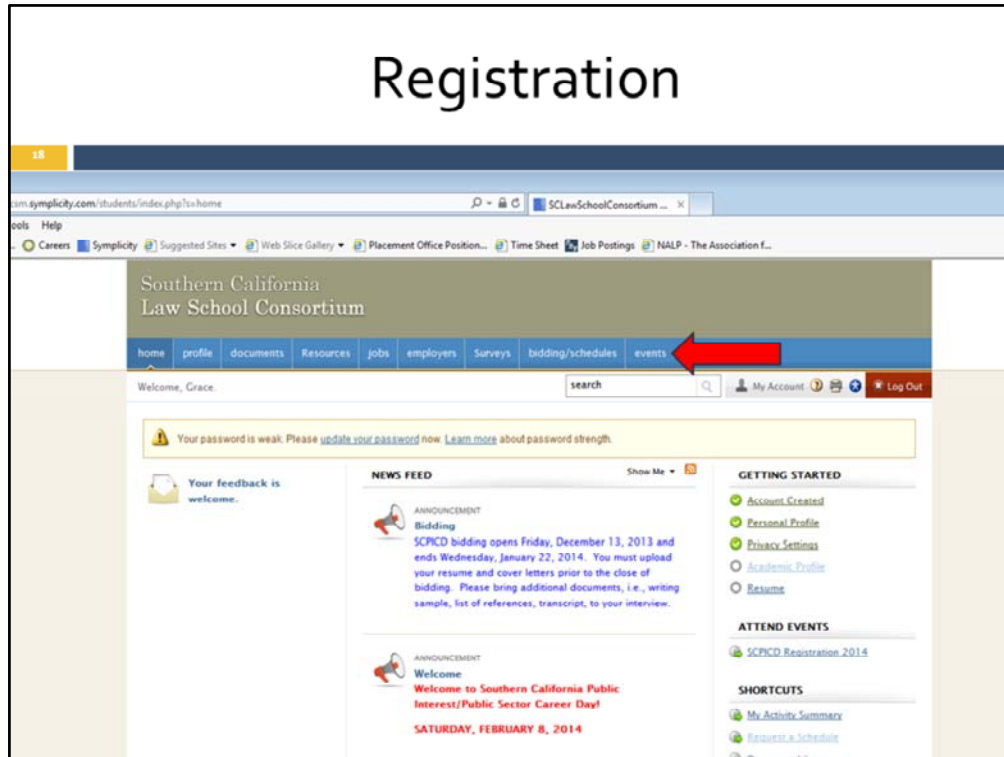 Registration
18
csm.symplicity.com/students/index.php?s=home
SCLawSchoolConsortium ...
ools Help
Careers Symplicity Suggested Sites Web Slice Gallery Placement Office Position... Time Sheet Job Postings NALP - The Association f...
Southern California
Law School Consortium
home profile documents Resources jobs employers Surveys bidding/schedules events
Welcome, Grace.
search
My Account
Log Out
Your password is weak. Please update your password now. Learn more about password strength.
Your feedback is
welcome.
NEWS FEED
Show Me
ANNOUNCEMENT
Bidding
SCPICD bidding opens Friday, December 13, 2013 and
ends Wednesday, January 22, 2014. You must upload
your resume and cover letters prior to the close of
bidding. Please bring additional documents, i.e., writing
sample, list of references, transcript, to your interview.
ANNOUNCEMENT
Welcome
Welcome to Southern California Public
Interest/Public Sector Career Day!
SATURDAY, FEBRUARY 8, 2014
GETTING STARTED
Account Created
Personal Profile
Privacy Settings
Academic Profile
Resume
ATTEND EVENTS
SCPICD Registration 2014
SHORTCUTS
My Activity Summary
Request a Schedule